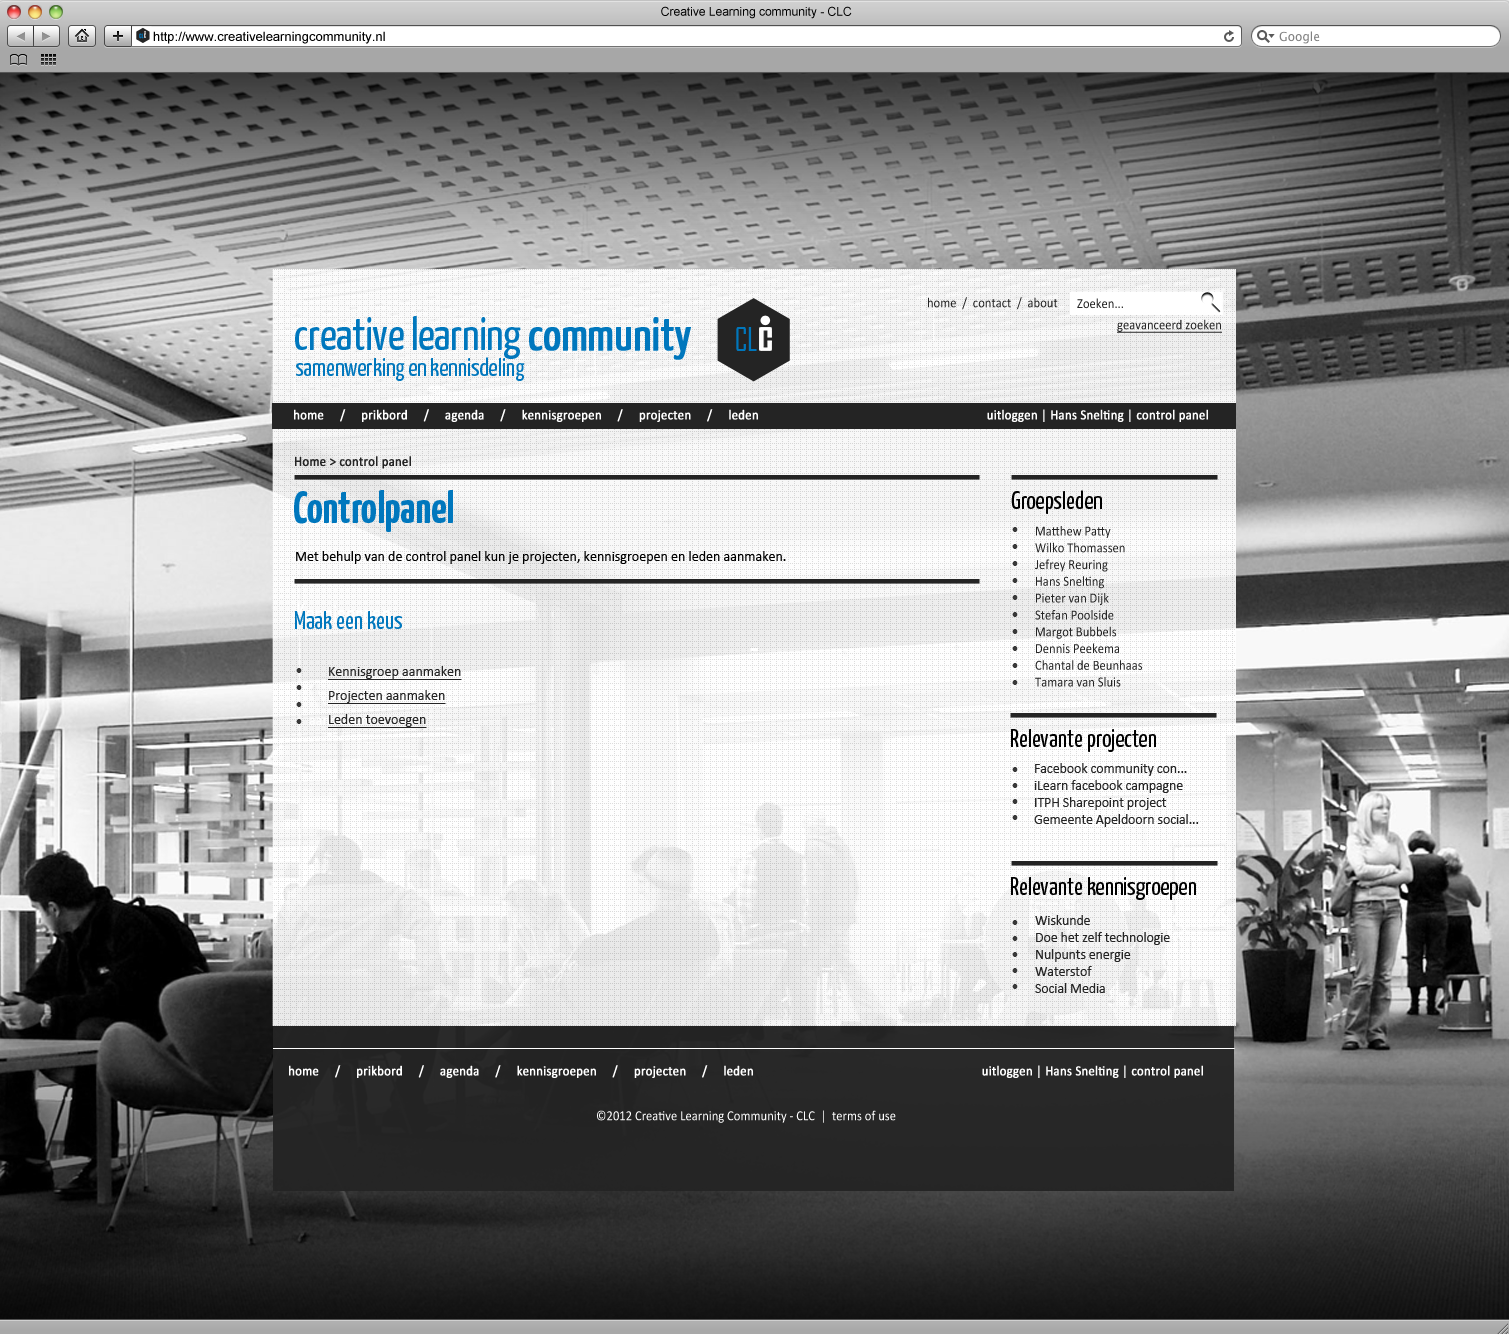 Creative Learning community - CLC
http://www.creativelearningcommunity.nl
Google
home / contact / about
Zoeken...
geavanceerd zoeken
creative learning community
samenwerking en kennisdeling
CLC
home / prikbord / agenda / kennisgroepen / projecten / leden
uitloggen | Hans Snelting | control panel
Home > control panel
Controlpanel
Met behulp van de control panel kun je projecten, kennisgroepen en leden aanmaken.
Maak een keus
• Kennisgroep aanmaken
• Projecten aanmaken
•
• Leden toevoegen
Groepsleden
• Matthew Patty
• Wilko Thomassen
• Jefrey Reuring
• Hans Snelting
• Pieter van Dijk
• Stefan Poolside
• Margot Bubbels
• Dennis Peekema
• Chantal de Beunhaas
• Tamara van Sluis
Relevante projecten
• Facebook community con...
• iLearn facebook campagne
• ITPH Sharepoint project
• Gemeente Apeldoorn social...
Relevante kennisgroepen
• Wiskunde
• Doe het zelf technologie
• Nulpunts energie
• Waterstof
• Social Media
home / prikbord / agenda / kennisgroepen / projecten / leden
uitloggen | Hans Snelting | control panel
©2012 Creative Learning Community - CLC | terms of use